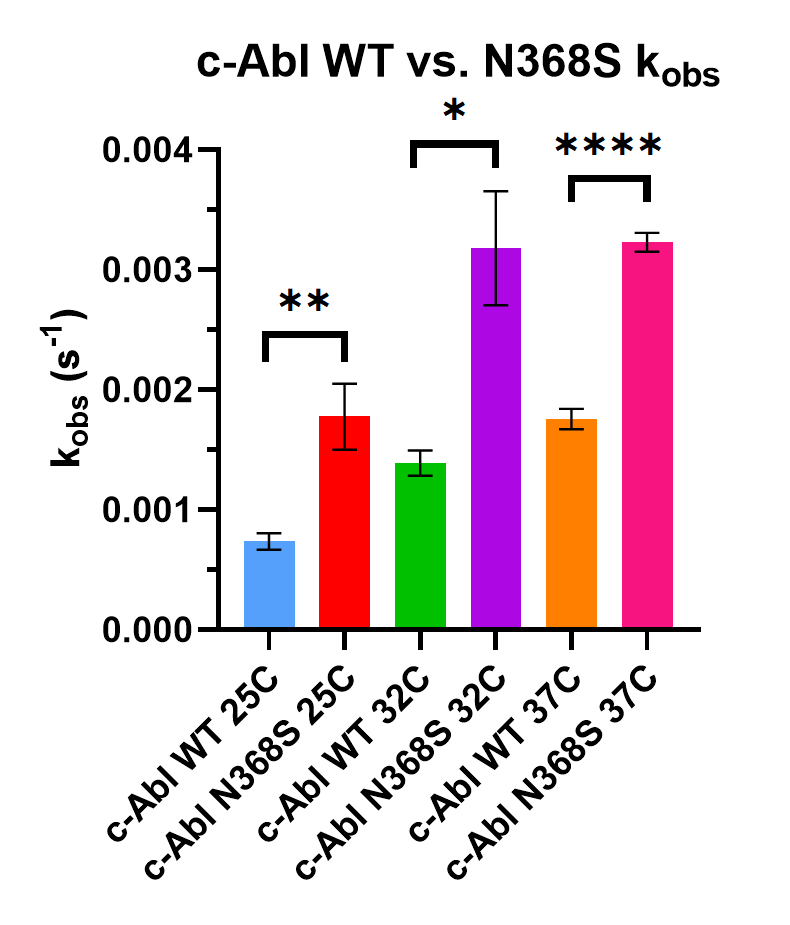 c-Abl WT vs. N368S kobs
*
****
**
0.004
0.003
0.002
0.001
0.000
kobs (s-1)
c-Abl WT 25C
c-Abl N368S 25C
c-Abl WT 32C
c-Abl N368S 32C
c-Abl WT 37C
c-Abl N368S 37C